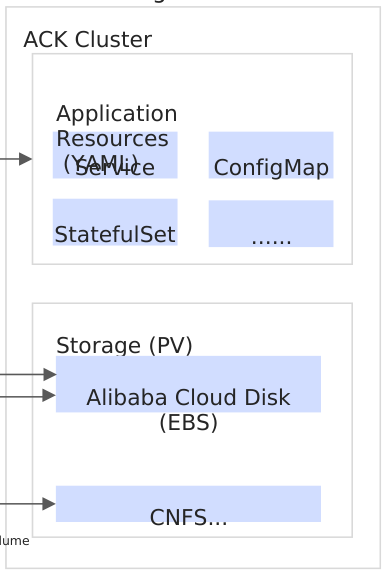 ACK Cluster
Application
Resources
(YAML)
Service
ConfigMap
StatefulSet
......
Storage (PV)
Alibaba Cloud Disk
(EBS)
CNFS...
lume